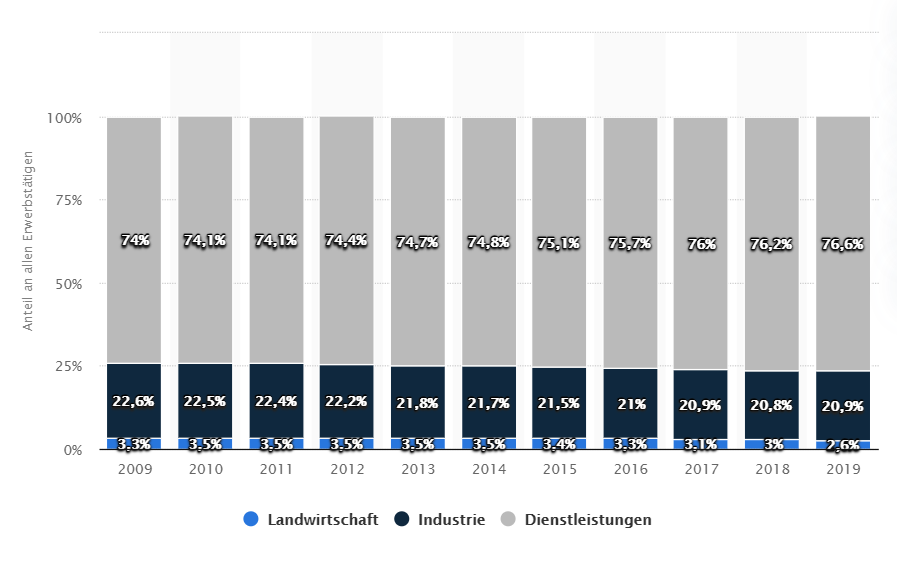 Anteil an allen Erwerbstätigen
100%
75%
50%
25%
0%
74% 74,1% 74,1% 74,4% 74,7% 74,8% 75,1% 75,7% 76% 76,2% 76,6%
22,6% 22,5% 22,4% 22,2% 21,8% 21,7% 21,5% 21% 20,9% 20,8% 20,9%
3,3% 3,5% 3,5% 3,5% 3,5% 3,5% 3,4% 3,3% 3,1% 3% 2,6%
2009 2010 2011 2012 2013 2014 2015 2016 2017 2018 2019
Landwirtschaft Industrie Dienstleistungen